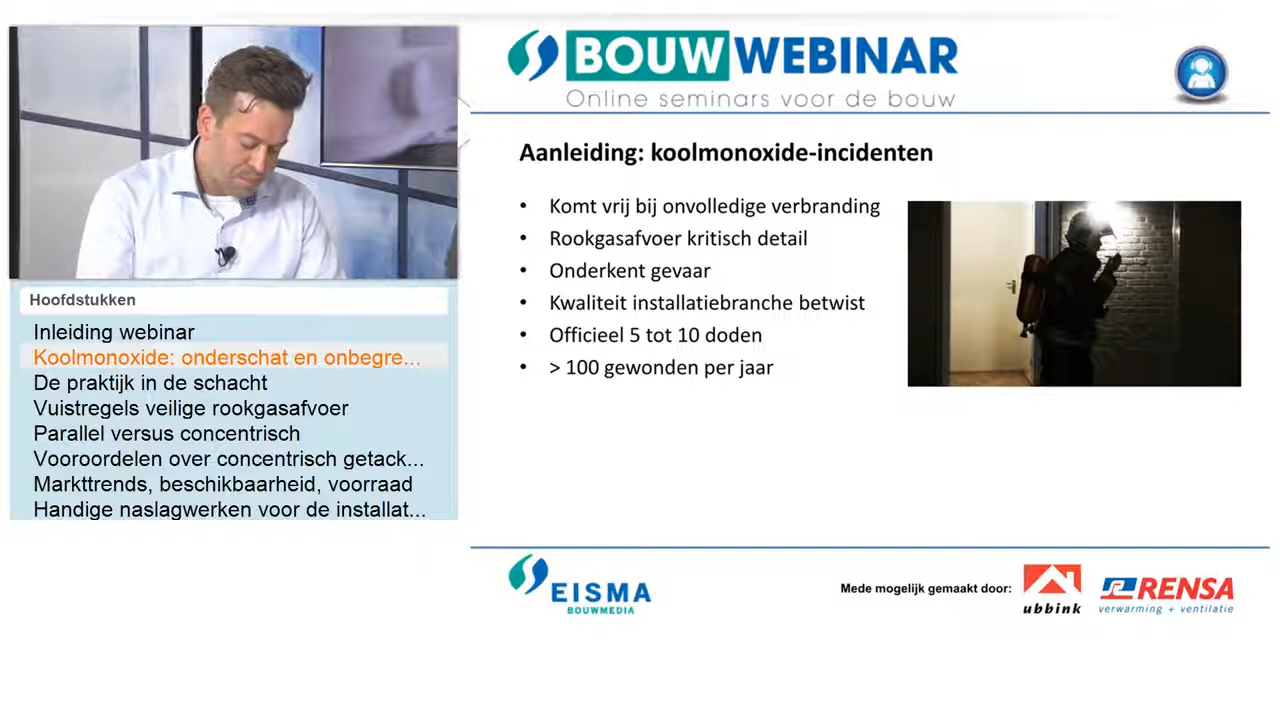 BOUW WEBINAR
Online seminars voor de bouw
Aanleiding: koolmonoxide-incidenten
• Komt vrij bij onvolledige verbranding
• Rookgasafvoer kritisch detail
• Onderkent gevaar
• Kwaliteit installatiebranche betwist
• Officieel 5 tot 10 doden
• > 100 gewonden per jaar
Hoofdstukken
Inleiding webinar
Koolmonoxide: onderschat en onbegre...
De praktijk in de schacht
Vuistregels veilige rookgasafvoer
Parallel versus concentrisch
Vooroordelen over concentrisch getack...
Markttrends, beschikbaarheid, voorraad
Handige naslagwerken voor de installat...
EISMA
BOUWMEDIA
Mede mogelijk gemaakt door:
ubbink
RENSA
verwarming + ventilatie